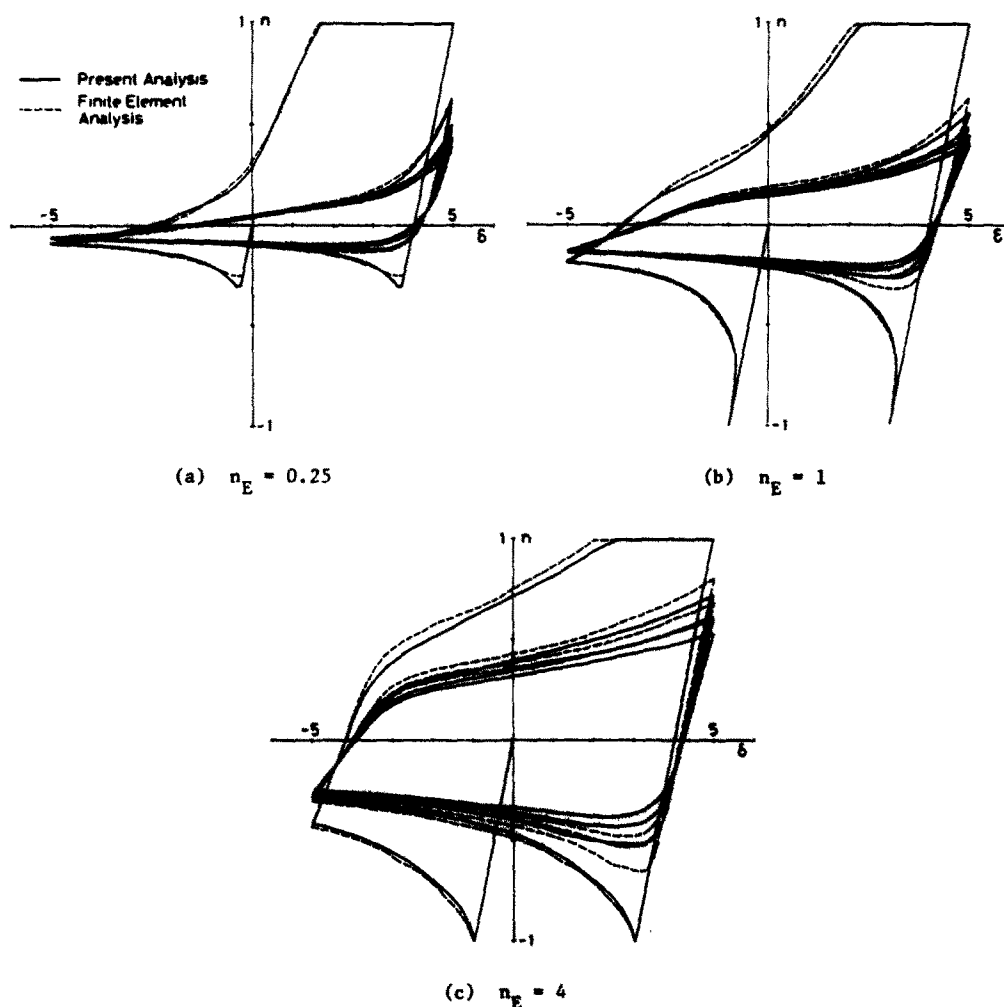 1 n
Present Analysis
Finite Element
Analysis
-5
5
δ
-1
(a) n_E = 0.25
1 n
-5
5
δ
-1
(b) n_E = 1
1 n
-5
5
δ
-1
(c) n_E = 4